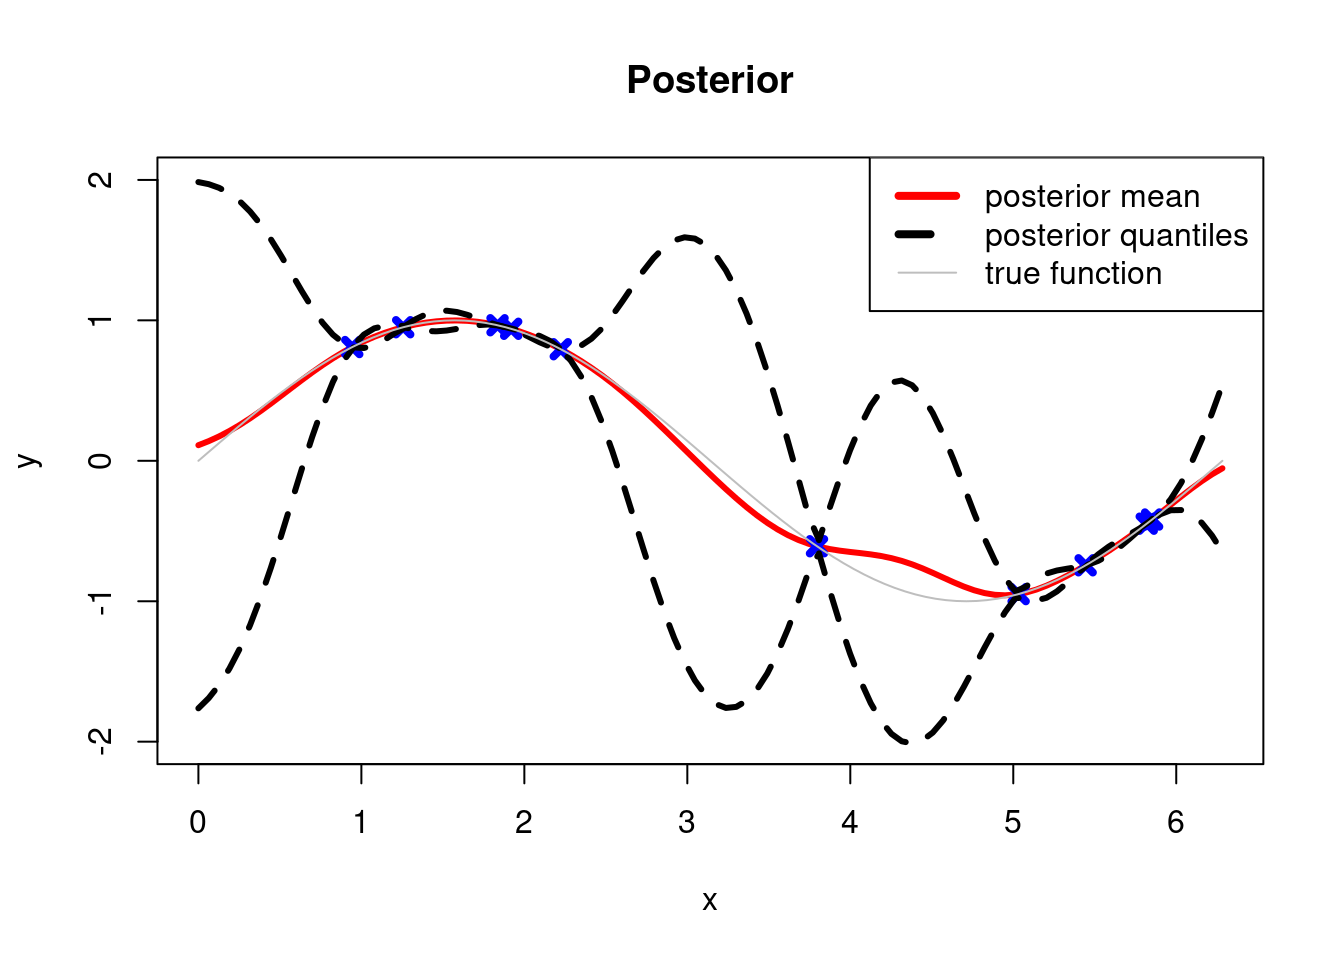 Posterior
posterior mean
posterior quantiles
true function
y
2
1
0
-1
-2
0 1 2 3 4 5 6
x